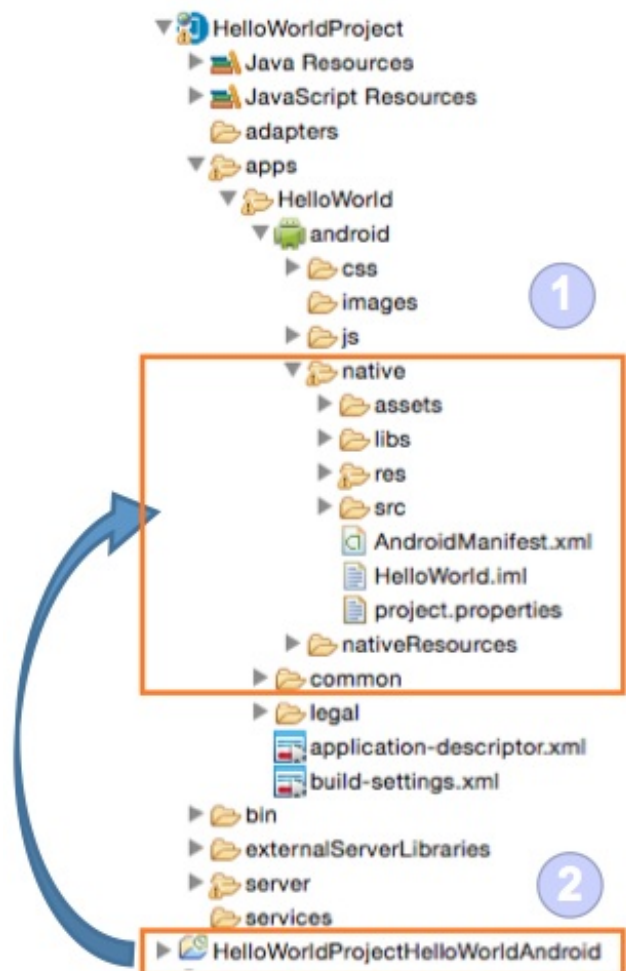 HelloWorldProject
Java Resources
JavaScript Resources
adapters
apps
HelloWorld
android
css
images
1
js
native
assets
libs
res
src
AndroidManifest.xml
HelloWorld.iml
project.properties
nativeResources
common
legal
application-descriptor.xml
build-settings.xml
bin
externalServerLibraries
server
2
services
HelloWorldProjectHelloWorldAndroid